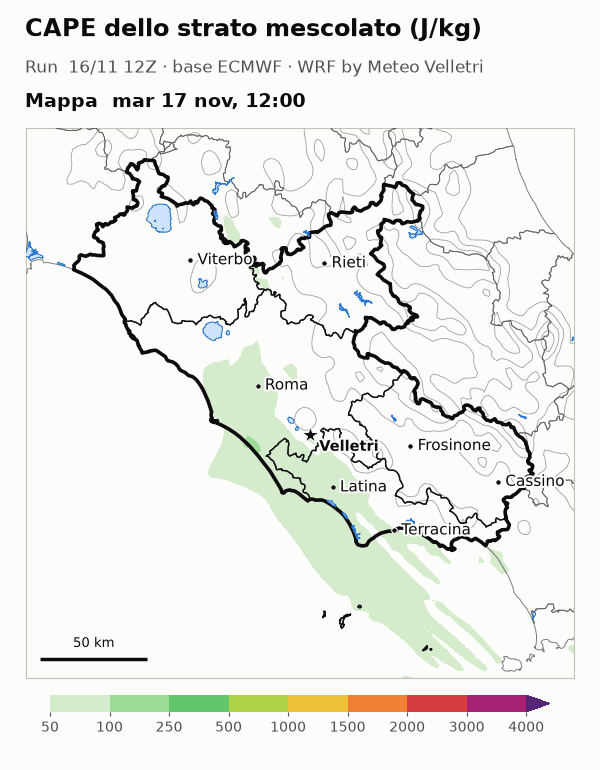 CAPE dello strato mescolato (J/kg)
Run  16/11 12Z · base ECMWF · WRF by Meteo Velletri
Mappa  mar 17 nov, 12:00
Viterbo
Rieti
Roma
Velletri
Frosinone
Latina
Cassino
Terracina
50 km
50 100 250 500 1000 1500 2000 3000 4000